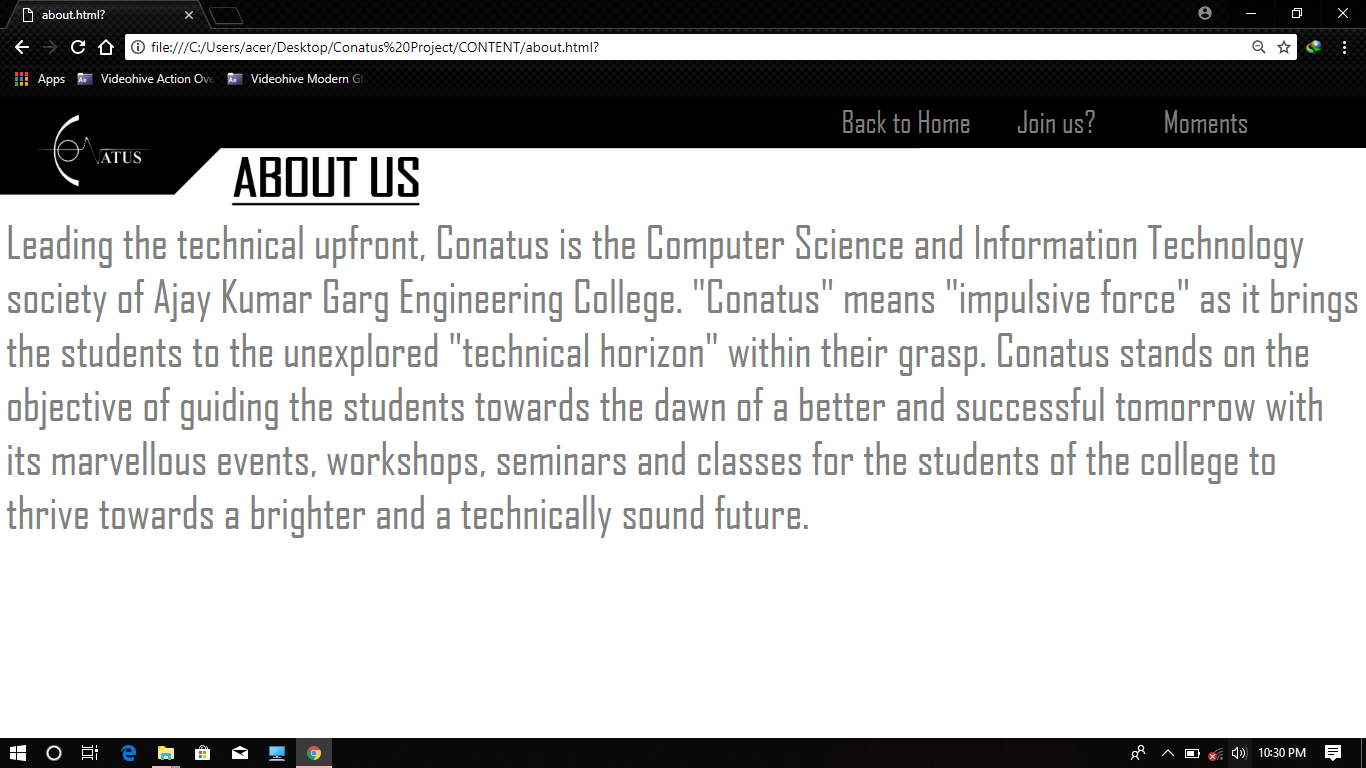 about.html?
file:///C:/Users/acer/Desktop/Conatus%20Project/CONTENT/about.html?
Apps Videohive Action Ove Videohive Modern Gl
Back to Home Join us? Moments
CONATUS
ABOUT US
Leading the technical upfront, Conatus is the Computer Science and Information Technology
society of Ajay Kumar Garg Engineering College. "Conatus" means "impulsive force" as it brings
the students to the unexplored "technical horizon" within their grasp. Conatus stands on the
objective of guiding the students towards the dawn of a better and successful tomorrow with
its marvellous events, workshops, seminars and classes for the students of the college to
thrive towards a brighter and a technically sound future.
10:30 PM